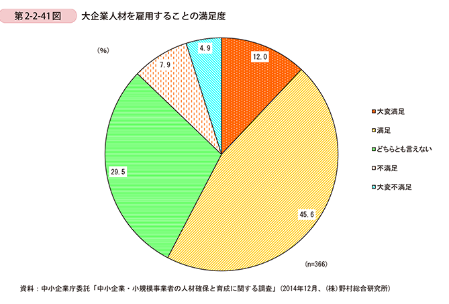 第2-2-41図 大企業人材を雇用することの満足度
(%)
4.9
12.0
7.9
大変満足
満足
どちらとも言えない
29.5
不満足
大変不満足
45.6
(n=366)
資料：中小企業庁委託「中小企業・小規模事業者の人材確保と育成に関する調査」(2014年12月、(株)野村総合研究所)